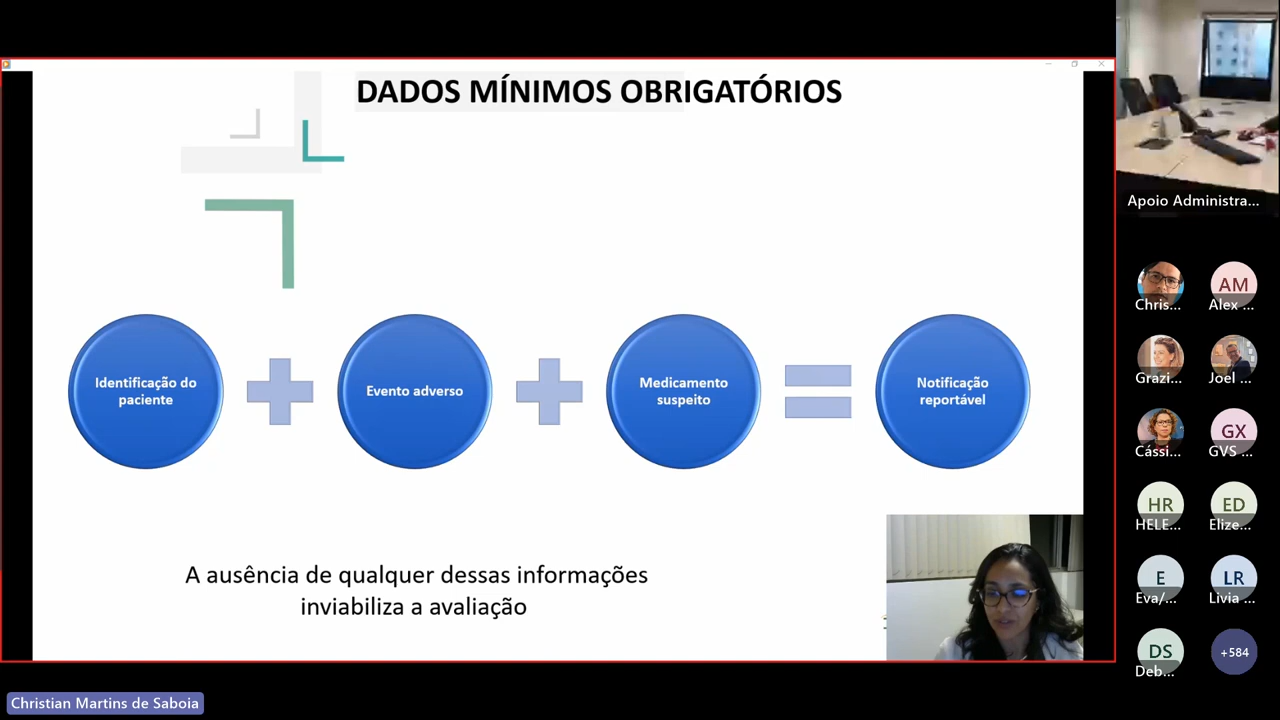 DADOS MÍNIMOS OBRIGATÓRIOS
Identificação do
paciente
Evento adverso
Medicamento
suspeito
Notificação
reportável
A ausência de qualquer dessas informações
inviabiliza a avaliação
Apoio Administra...
Chris...
AM
Alex ...
Grazi...
Joel ...
Cássi...
GX
GVS ...
HR
HELE...
ED
Elize...
E
Eva/...
LR
Livia ...
DS
Deb...
+584
Christian Martins de Saboia